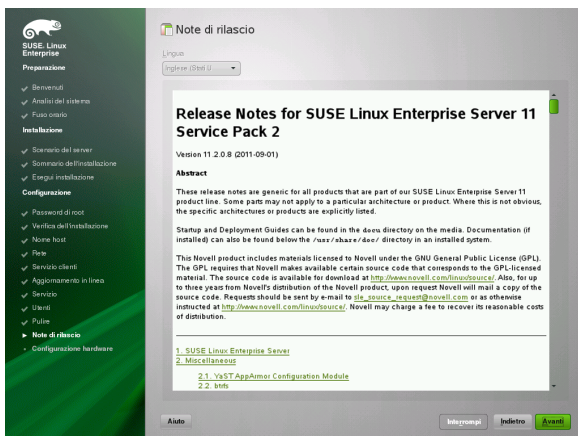 SUSE. Linux
Enterprise
Preparazione
Benvenuti
Analisi del sistema
Fuso orario
Installazione
Scenario del server
Sommario dell'installazione
Esegui installazione
Configurazione
Password di root
Verifica dell'installazione
Nome host
Rete
Servizio clienti
Aggiornamento in linea
Servizio
Utenti
Pulire
Note di rilascio
Configurazione hardware
Note di rilascio
Lingua
Inglese (Stati U
Release Notes for SUSE Linux Enterprise Server 11
Service Pack 2
Version 11.2.0.8 (2011-09-01)
Abstract
These release notes are generic for all products that are part of our SUSE Linux Enterprise Server 11
product line. Some parts may not apply to a particular architecture or product. Where this is not obvious,
the specific architectures or products are explicitly listed.
Startup and Deployment Guides can be found in the docu directory on the media. Documentation (if
installed) can also be found below the /usr/share/doc/ directory in an installed system.
This Novell product includes materials licensed to Novell under the GNU General Public License (GPL).
The GPL requires that Novell makes available certain source code that corresponds to the GPL-licensed
material. The source code is available for download at http://www.novell.com/linux/source/. Also, for up
to three years from Novell's distribution of the Novell product, upon request Novell will mail a copy of the
source code. Requests should be sent by e-mail to sle_source_request@novell.com or as otherwise
instructed at http://www.novell.com/linux/source/. Novell may charge a fee to recover its reasonable costs
of distribution.
1. SUSE Linux Enterprise Server
2. Miscellaneous
2.1. YaST AppArmor Configuration Module
2.2. btrfs
Aiuto
Interrompi
Indietro
Avanti